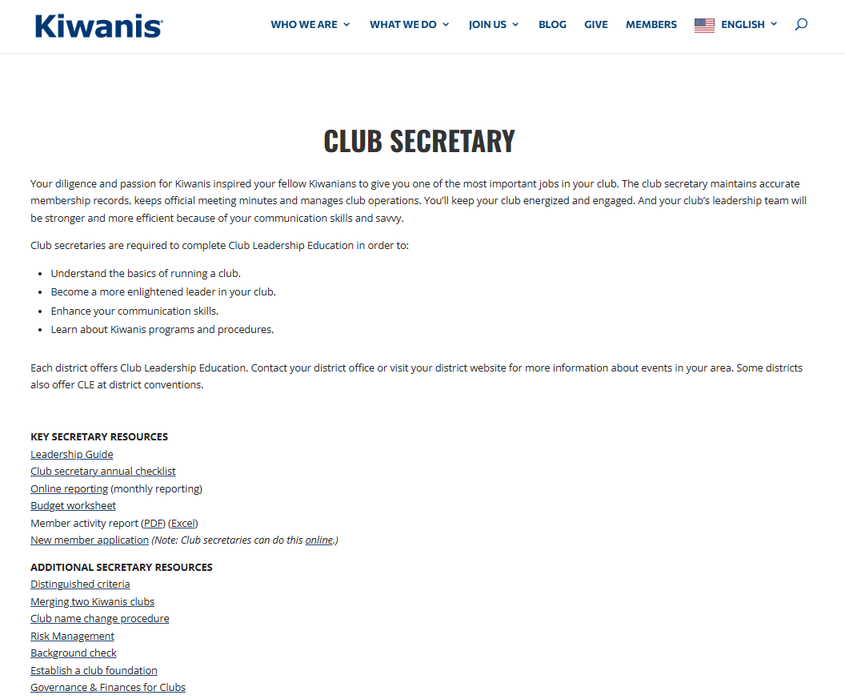 Kiwanis
WHO WE ARE WHAT WE DO JOIN US BLOG GIVE MEMBERS ENGLISH
CLUB SECRETARY
Your diligence and passion for Kiwanis inspired your fellow Kiwanians to give you one of the most important jobs in your club. The club secretary maintains accurate
membership records, keeps official meeting minutes and manages club operations. You'll keep your club energized and engaged. And your club's leadership team will
be stronger and more efficient because of your communication skills and savvy.
Club secretaries are required to complete Club Leadership Education in order to:
• Understand the basics of running a club.
• Become a more enlightened leader in your club.
• Enhance your communication skills.
• Learn about Kiwanis programs and procedures.
Each district offers Club Leadership Education. Contact your district office or visit your district website for more information about events in your area. Some districts
also offer CLE at district conventions.
KEY SECRETARY RESOURCES
Leadership Guide
Club secretary annual checklist
Online reporting (monthly reporting)
Budget worksheet
Member activity report (PDF) (Excel)
New member application (Note: Club secretaries can do this online.)
ADDITIONAL SECRETARY RESOURCES
Distinguished criteria
Merging two Kiwanis clubs
Club name change procedure
Risk Management
Background check
Establish a club foundation
Governance & Finances for Clubs